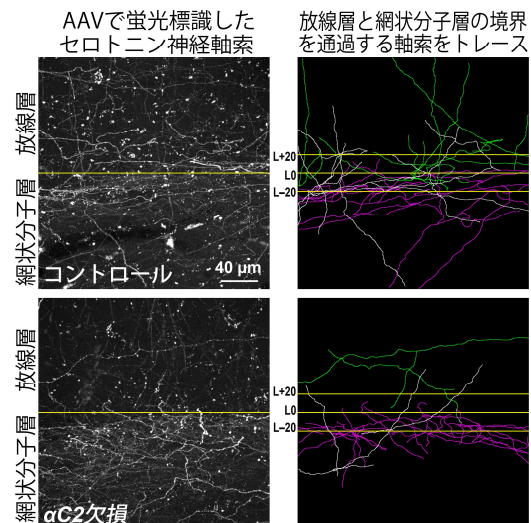 AAVで蛍光標識した
セロトニン神経軸索
放線層と網状分子層の境界
を通過する軸索をトレース
放線層
網状分子層
コントロール
40 µm
L+20
L0
L−20
放線層
網状分子層
αC2欠損
L+20
L0
L−20